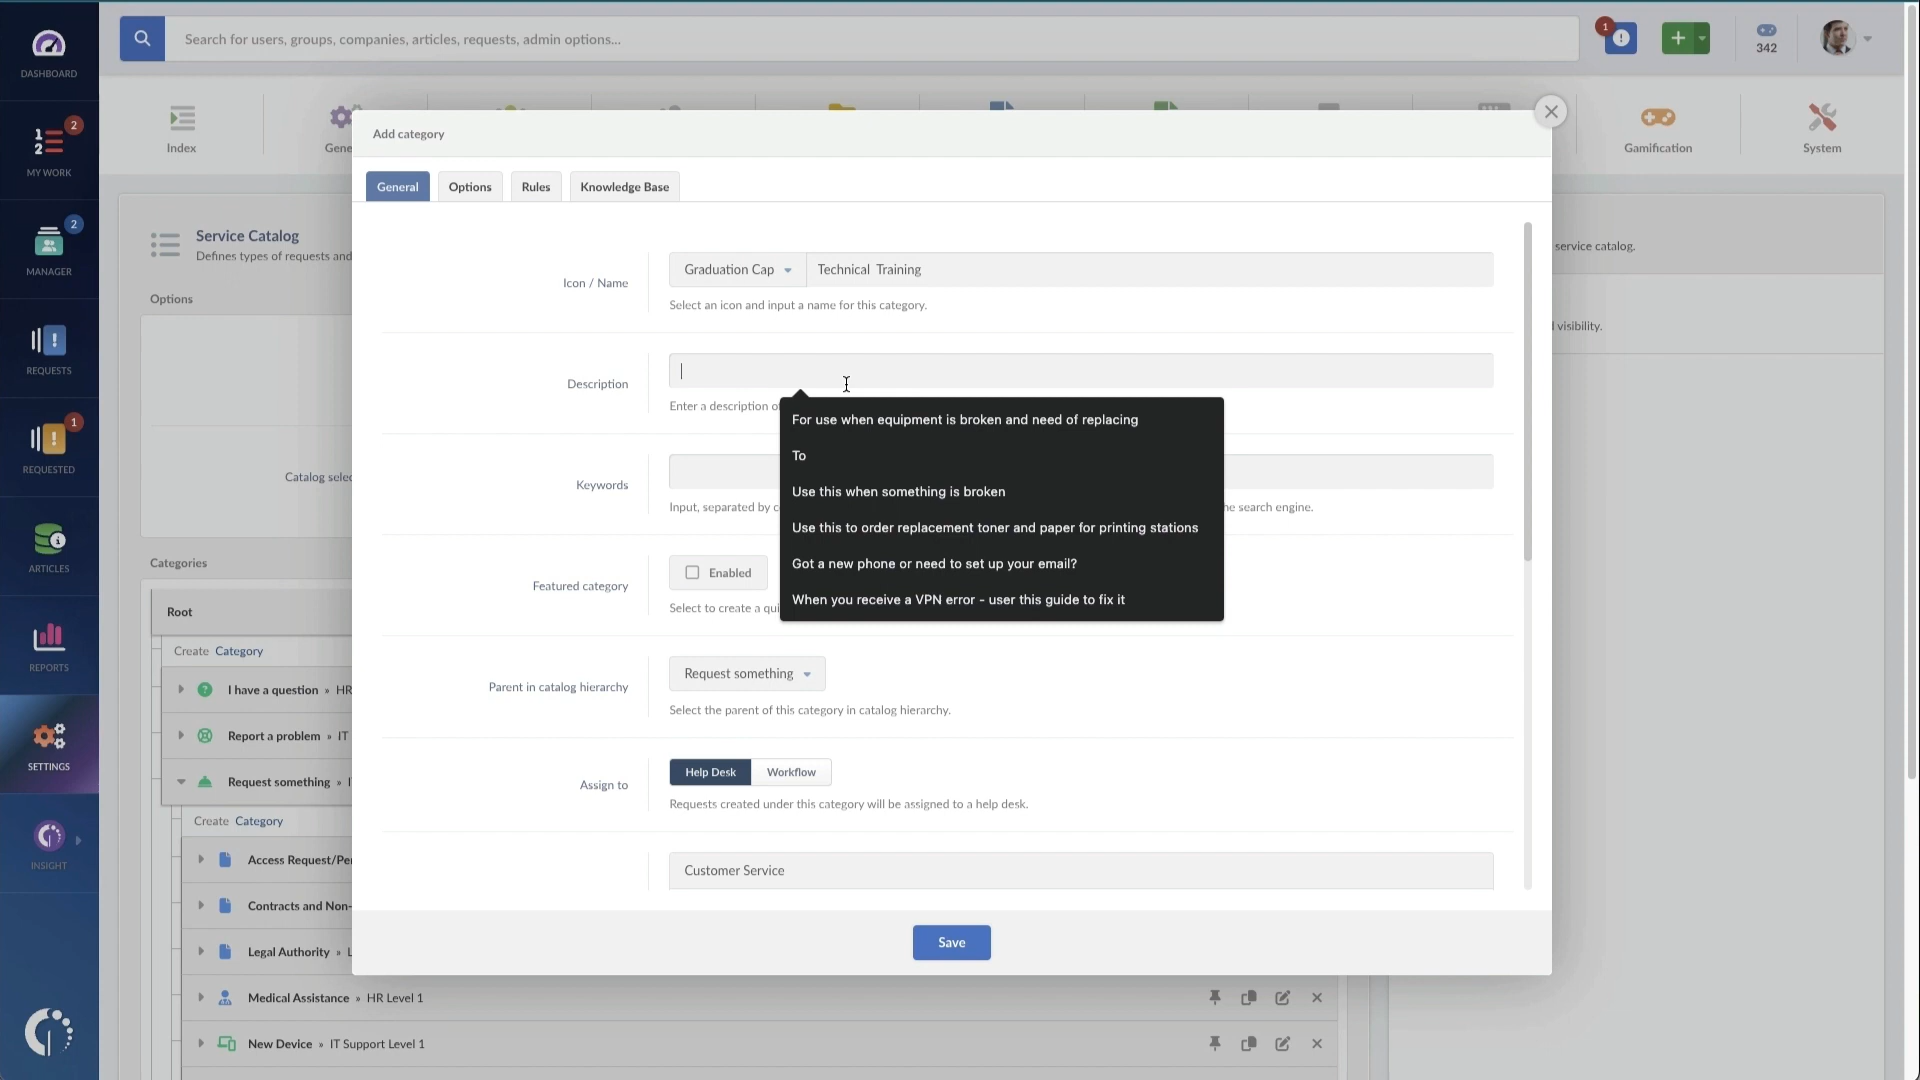 Search for users, groups, companies, articles, requests, admin options...
1
342
DASHBOARD
2
MY WORK
2
MANAGER
REQUESTS
1
REQUESTED
ARTICLES
REPORTS
SETTINGS
INSIGHT
Index
Gene
Gamification
System
Add category
General
Options
Rules
Knowledge Base
Service Catalog
Defines types of requests and
service catalog.
Options
visibility.
Catalog selec
Categories
Root
Create Category
I have a question » HR
Report a problem » IT
Request something »
Create Category
Access Request/Per
Contracts and Non-
Legal Authority » L
Medical Assistance » HR Level 1
New Device » IT Support Level 1
Icon / Name
Graduation Cap
Technical  Training
Select an icon and input a name for this category.
Description
Enter a description o
For use when equipment is broken and need of replacing
To
Use this when something is broken
Use this to order replacement toner and paper for printing stations
Got a new phone or need to set up your email?
When you receive a VPN error - user this guide to fix it
Keywords
Input, separated by c
he search engine.
Featured category
Enabled
Select to create a qui
Parent in catalog hierarchy
Request something
Select the parent of this category in catalog hierarchy.
Assign to
Help Desk
Workflow
Requests created under this category will be assigned to a help desk.
Customer Service
Save